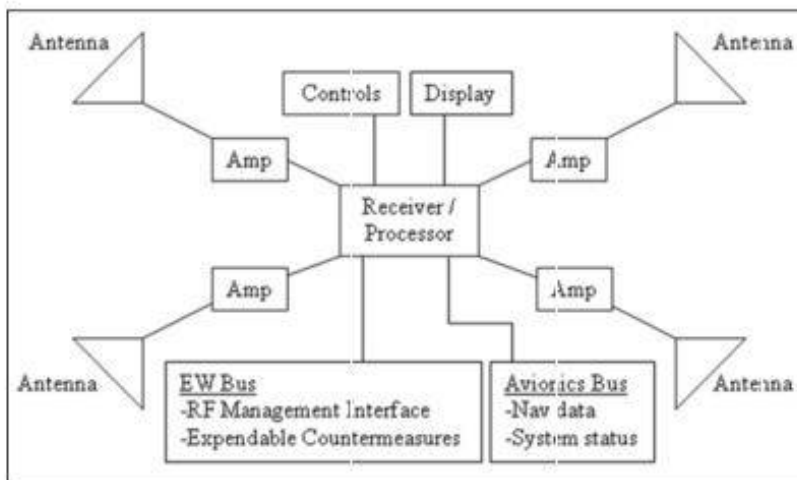 Antenna
Antenna
Controls
Display
Amp
Amp
Receiver /
Processor
Amp
Amp
Antenna
EW Bus
-RF Management Interface
-Expendable Countermeasures
Avionics Bus
-Nav data
-System status
Antenna